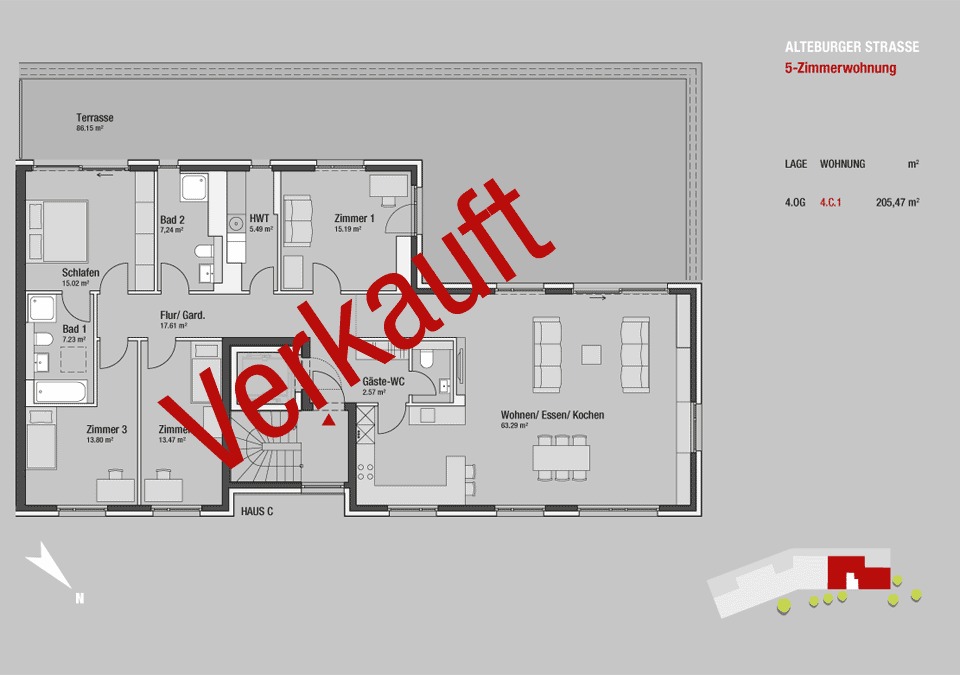 ALTEBURGER STRASSE
5-Zimmerwohnung
LAGE WOHNUNG m²
4.OG 4.C.1 205,47 m²
Terrasse
86.15 m²
Bad 2
7,24 m²
HWT
5.49 m²
Zimmer 1
15.19 m²
Schlafen
15.02 m²
Flur/ Gard.
17.61 m²
Bad 1
7.23 m²
Verkauft
Gäste-WC
2.57 m²
Wohnen/ Essen/ Kochen
63.29 m²
Zimmer 3
13.80 m²
Zimmer
13.47 m²
HAUS C
N